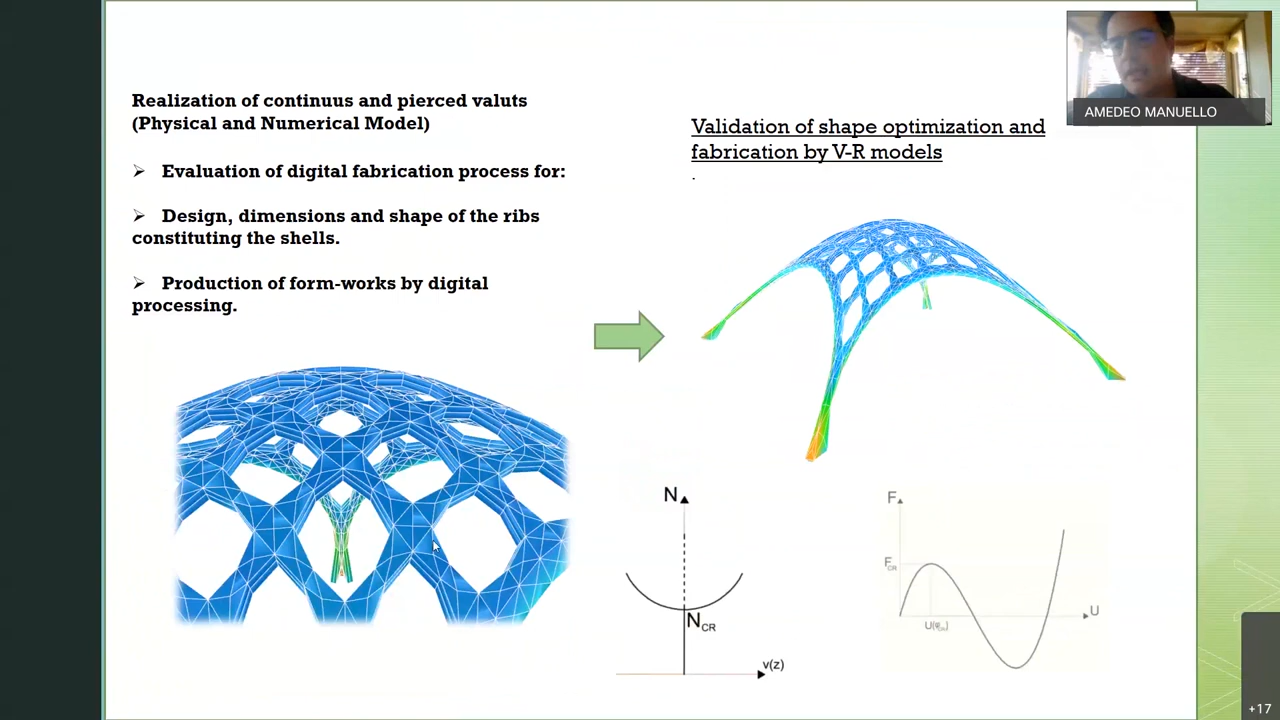 Realization of continuus and pierced valuts
(Physical and Numerical Model)
➢ Evaluation of digital fabrication process for:
➢ Design, dimensions and shape of the ribs
constituting the shells.
➢ Production of form-works by digital
processing.
Validation of shape optimization and
fabrication by V-R models
.
AMEDEO MANUELLO
N
NCR
v(z)
F
FCR
U
+17